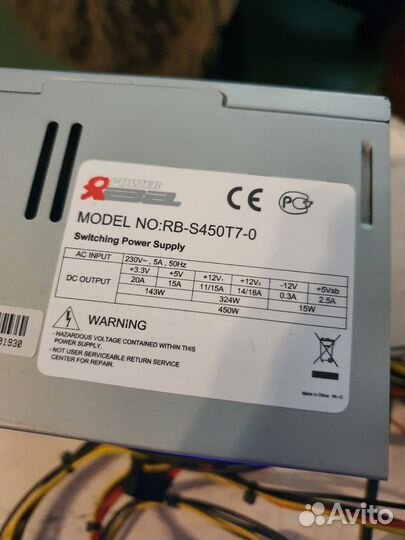 POWER
MODEL NO:RB-S450T7-0
Switching Power Supply
AC INPUT 230V~, 5A, 50Hz
DC OUTPUT +3.3V +5V +12V₁ +12V₂ -12V +5Vsb
20A 15A 11/15A 14/18A 0.3A 2.5A
143W 324W 15W
450W
WARNING
- HAZARDOUS VOLTAGE CONTAINED WITHIN THIS
POWER SUPPLY.
- NOT USER SERVICEABLE RETURN SERVICE
CENTER FOR REPAIR.
Made in China
01930
Avito